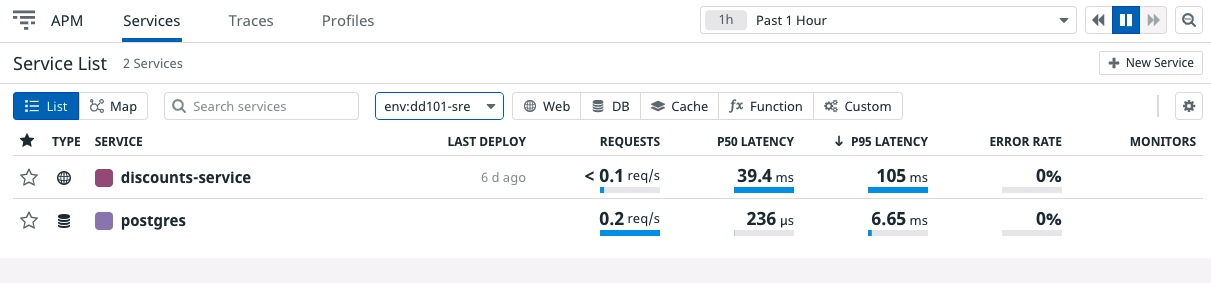 APM Services Traces Profiles 1h Past 1 Hour
Service List 2 Services New Service
List Map Search services env:dd101-sre Web DB Cache Function Custom
TYPE SERVICE LAST DEPLOY REQUESTS P50 LATENCY ↓ P95 LATENCY ERROR RATE MONITORS
discounts-service 6 d ago < 0.1 req/s 39.4 ms 105 ms 0%
postgres 0.2 req/s 236 µs 6.65 ms 0%